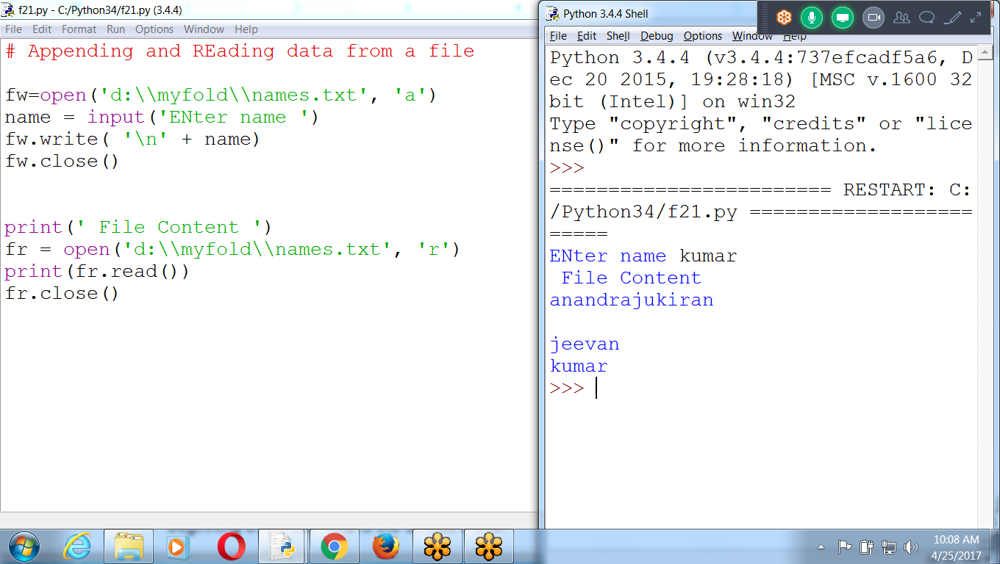 f21.py - C:/Python34/f21.py (3.4.4)
File Edit Format Run Options Window Help
# Appending and REading data from a file
fw=open('d:\\myfold\\names.txt', 'a')
name = input('ENter name ')
fw.write( '\n' + name)
fw.close()
print(' File Content ')
fr = open('d:\\myfold\\names.txt', 'r')
print(fr.read())
fr.close()
Python 3.4.4 Shell
File Edit Shell Debug Options Window Help
Python 3.4.4 (v3.4.4:737efcadf5a6, D
ec 20 2015, 19:28:18) [MSC v.1600 32
bit (Intel)] on win32
Type "copyright", "credits" or "lice
nse()" for more information.
>>>
======================== RESTART: C:
/Python34/f21.py ===================
=====
ENter name kumar
File Content
anandrajukiran
jeevan
kumar
>>>
10:08 AM
4/25/2017